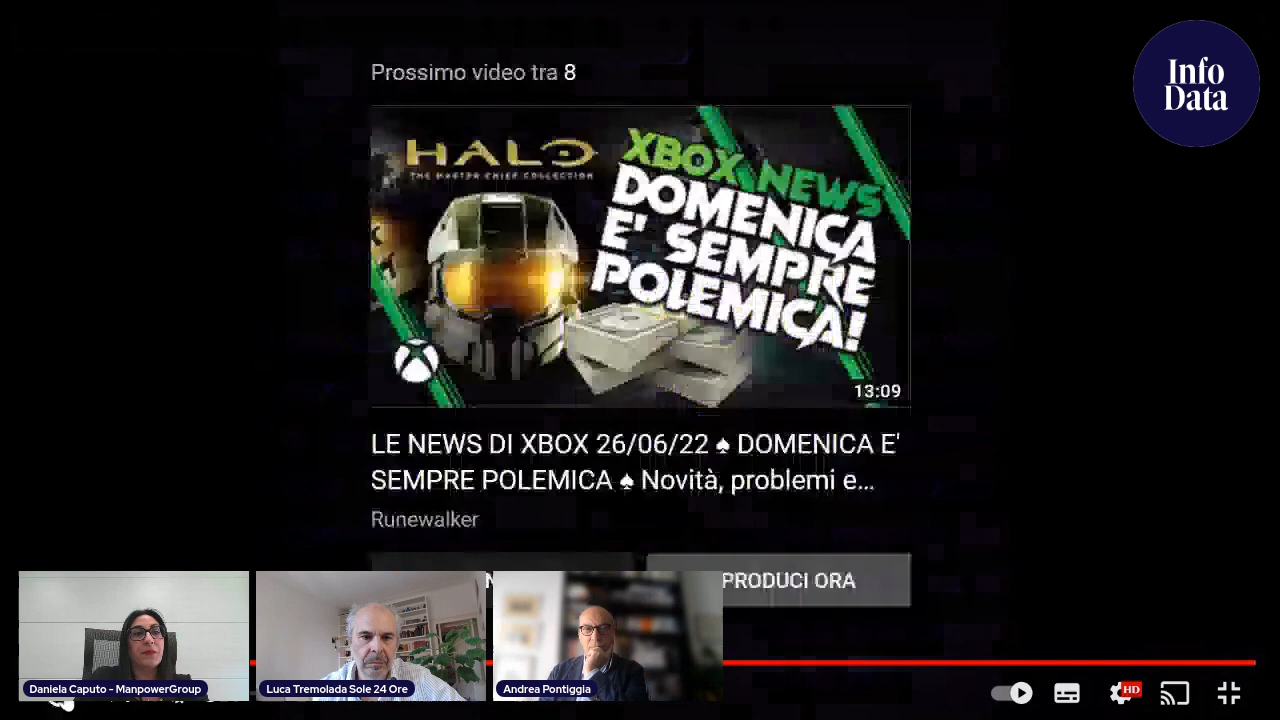 Prossimo video tra 8
Info
Data
HALO
THE MASTER CHIEF COLLECTION
XBOX NEWS
DOMENICA
E' SEMPRE
POLEMICA!
13:09
LE NEWS DI XBOX 26/06/22 ♠ DOMENICA E'
SEMPRE POLEMICA ♠ Novità, problemi e...
Runewalker
PRODUCI ORA
Daniela Caputo - ManpowerGroup
Luca Tremolada Sole 24 Ore
Andrea Pontiggia
HD